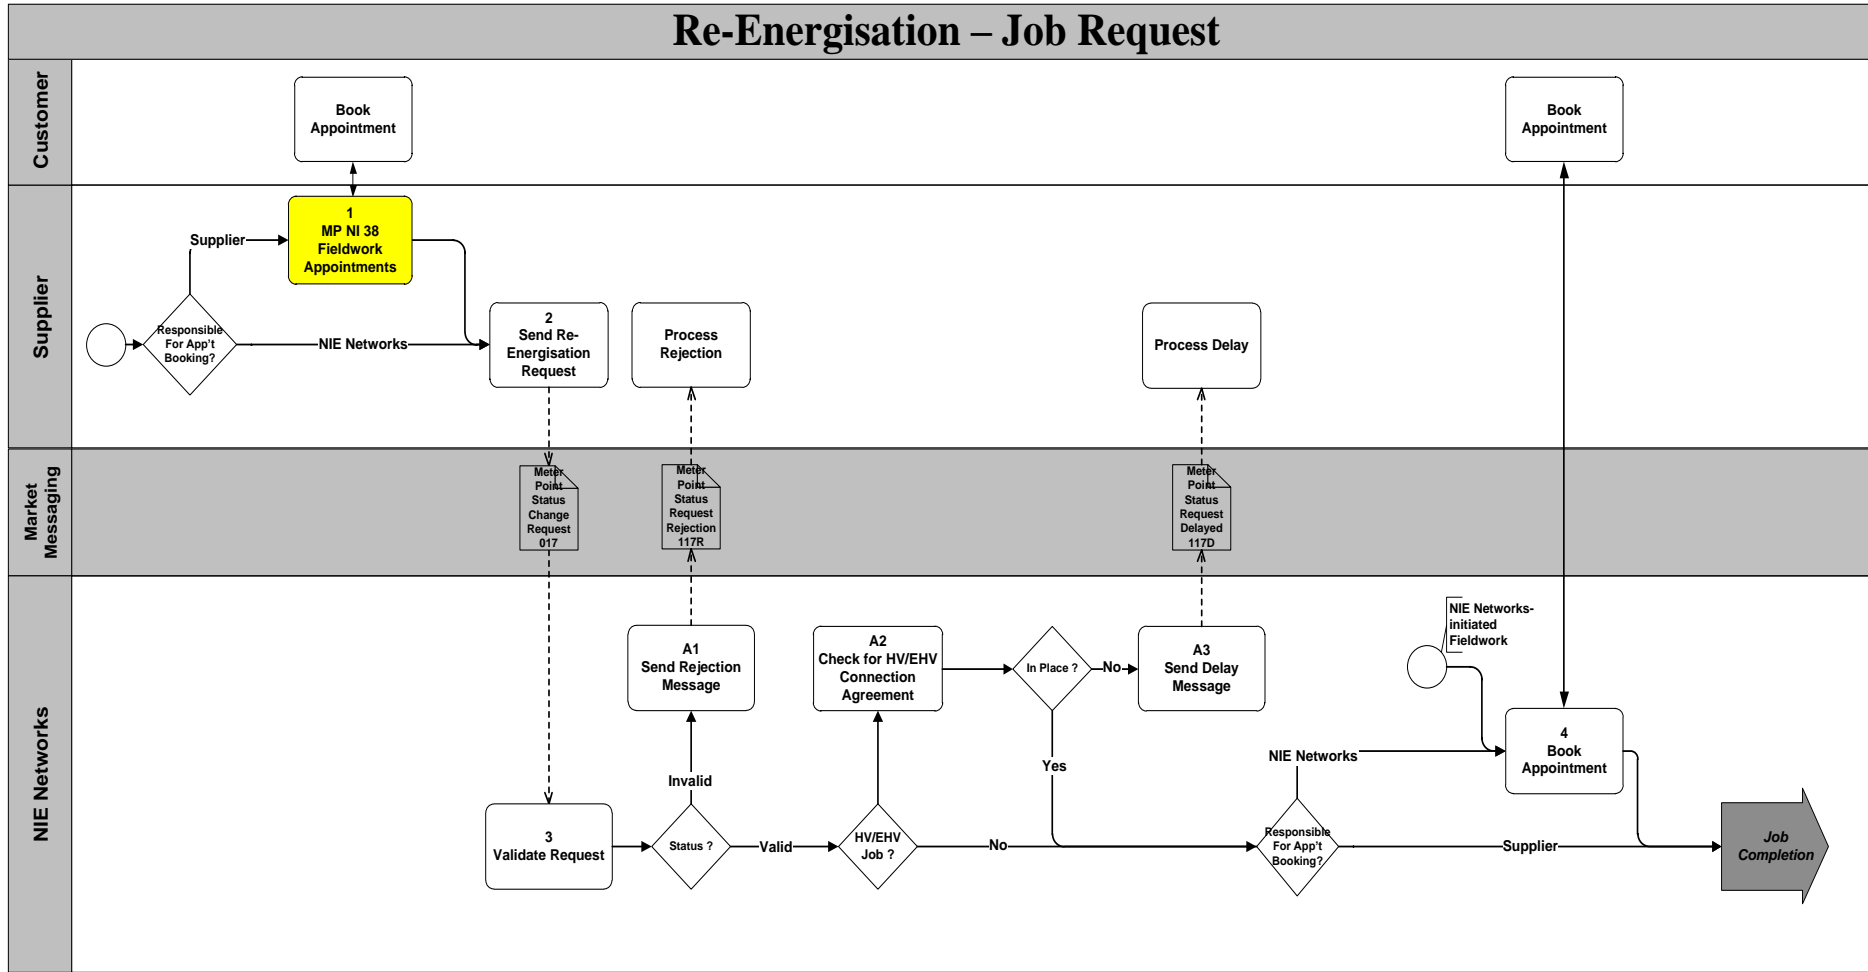 Re-Energisation – Job Request
Customer
Book
Appointment
Book
Appointment
Supplier
1
MP NI 38
Fieldwork
Appointments
Supplier
Responsible
For App't
Booking?
NIE Networks
2
Send Re-
Energisation
Request
Process
Rejection
Process Delay
Market
Messaging
Meter
Point
Status
Change
Request
017
Meter
Point
Status
Request
Rejection
117R
Meter
Point
Status
Request
Delayed
117D
NIE Networks
A1
Send Rejection
Message
A2
Check for HV/EHV
Connection
Agreement
In Place ?
No
A3
Send Delay
Message
NIE Networks-
initiated
Fieldwork
Yes
Invalid
NIE Networks
4
Book
Appointment
3
Validate Request
Status ?
Valid
HV/EHV
Job ?
No
Responsible
For App't
Booking?
Supplier
Job
Completion